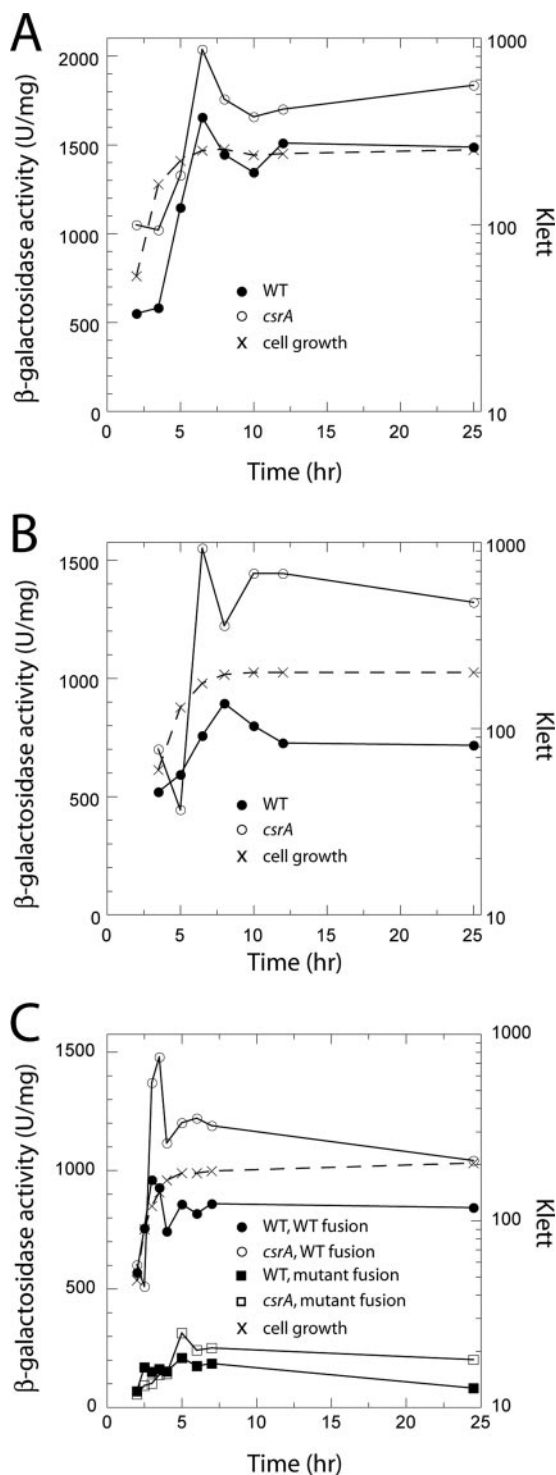 A
β-galactosidase activity (U/mg)
2000
1500
1000
500
0
1000
100
10
Klett
WT
csrA
cell growth
0 5 10 15 20 25
Time (hr)
B
β-galactosidase activity (U/mg)
1500
1000
500
0
1000
100
10
Klett
WT
csrA
cell growth
0 5 10 15 20 25
Time (hr)
C
β-galactosidase activity (U/mg)
1500
1000
500
0
1000
100
10
Klett
WT, WT fusion
csrA, WT fusion
WT, mutant fusion
csrA, mutant fusion
cell growth
0 5 10 15 20 25
Time (hr)